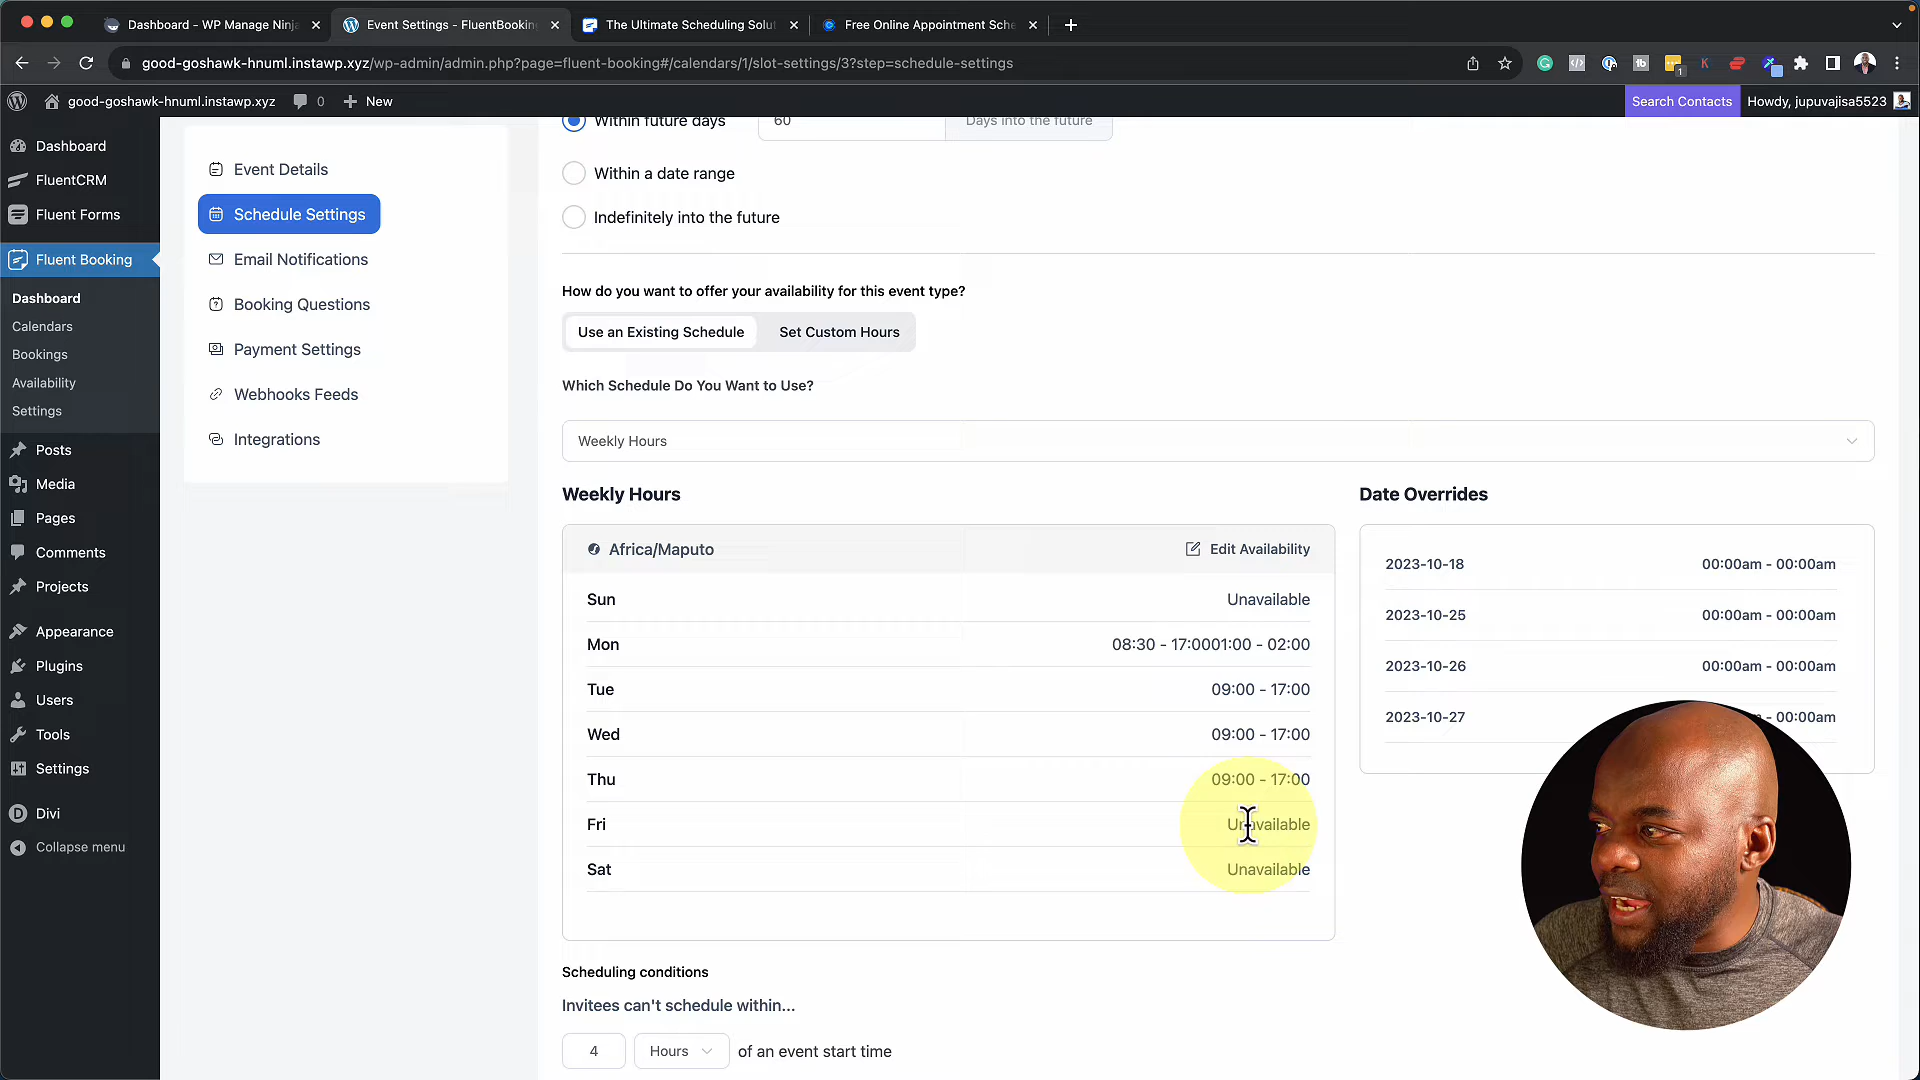 Dashboard - WP Manage Ninja
Event Settings - FluentBooking
The Ultimate Scheduling Solut
Free Online Appointment Sche
good-goshawk-hnuml.instawp.xyz/wp-admin/admin.php?page=fluent-booking#/calendars/1/slot-settings/3?step=schedule-settings
good-goshawk-hnuml.instawp.xyz
0
New
Search Contacts
Howdy, jupuvajisa5523
Dashboard
FluentCRM
Fluent Forms
Fluent Booking
Dashboard
Calendars
Bookings
Availability
Settings
Posts
Media
Pages
Comments
Projects
Appearance
Plugins
Users
Tools
Settings
Divi
Collapse menu
Event Details
Schedule Settings
Email Notifications
Booking Questions
Payment Settings
Webhooks Feeds
Integrations
Within future days 60 Days into the future
Within a date range
Indefinitely into the future
How do you want to offer your availability for this event type?
Use an Existing Schedule Set Custom Hours
Which Schedule Do You Want to Use?
Weekly Hours
Weekly Hours
Africa/Maputo Edit Availability
Sun Unavailable
Mon 08:30 - 17:0001:00 - 02:00
Tue 09:00 - 17:00
Wed 09:00 - 17:00
Thu 09:00 - 17:00
Fri Unavailable
Sat Unavailable
Date Overrides
2023-10-18 00:00am - 00:00am
2023-10-25 00:00am - 00:00am
2023-10-26 00:00am - 00:00am
2023-10-27 - 00:00am
Scheduling conditions
Invitees can't schedule within...
4 Hours of an event start time